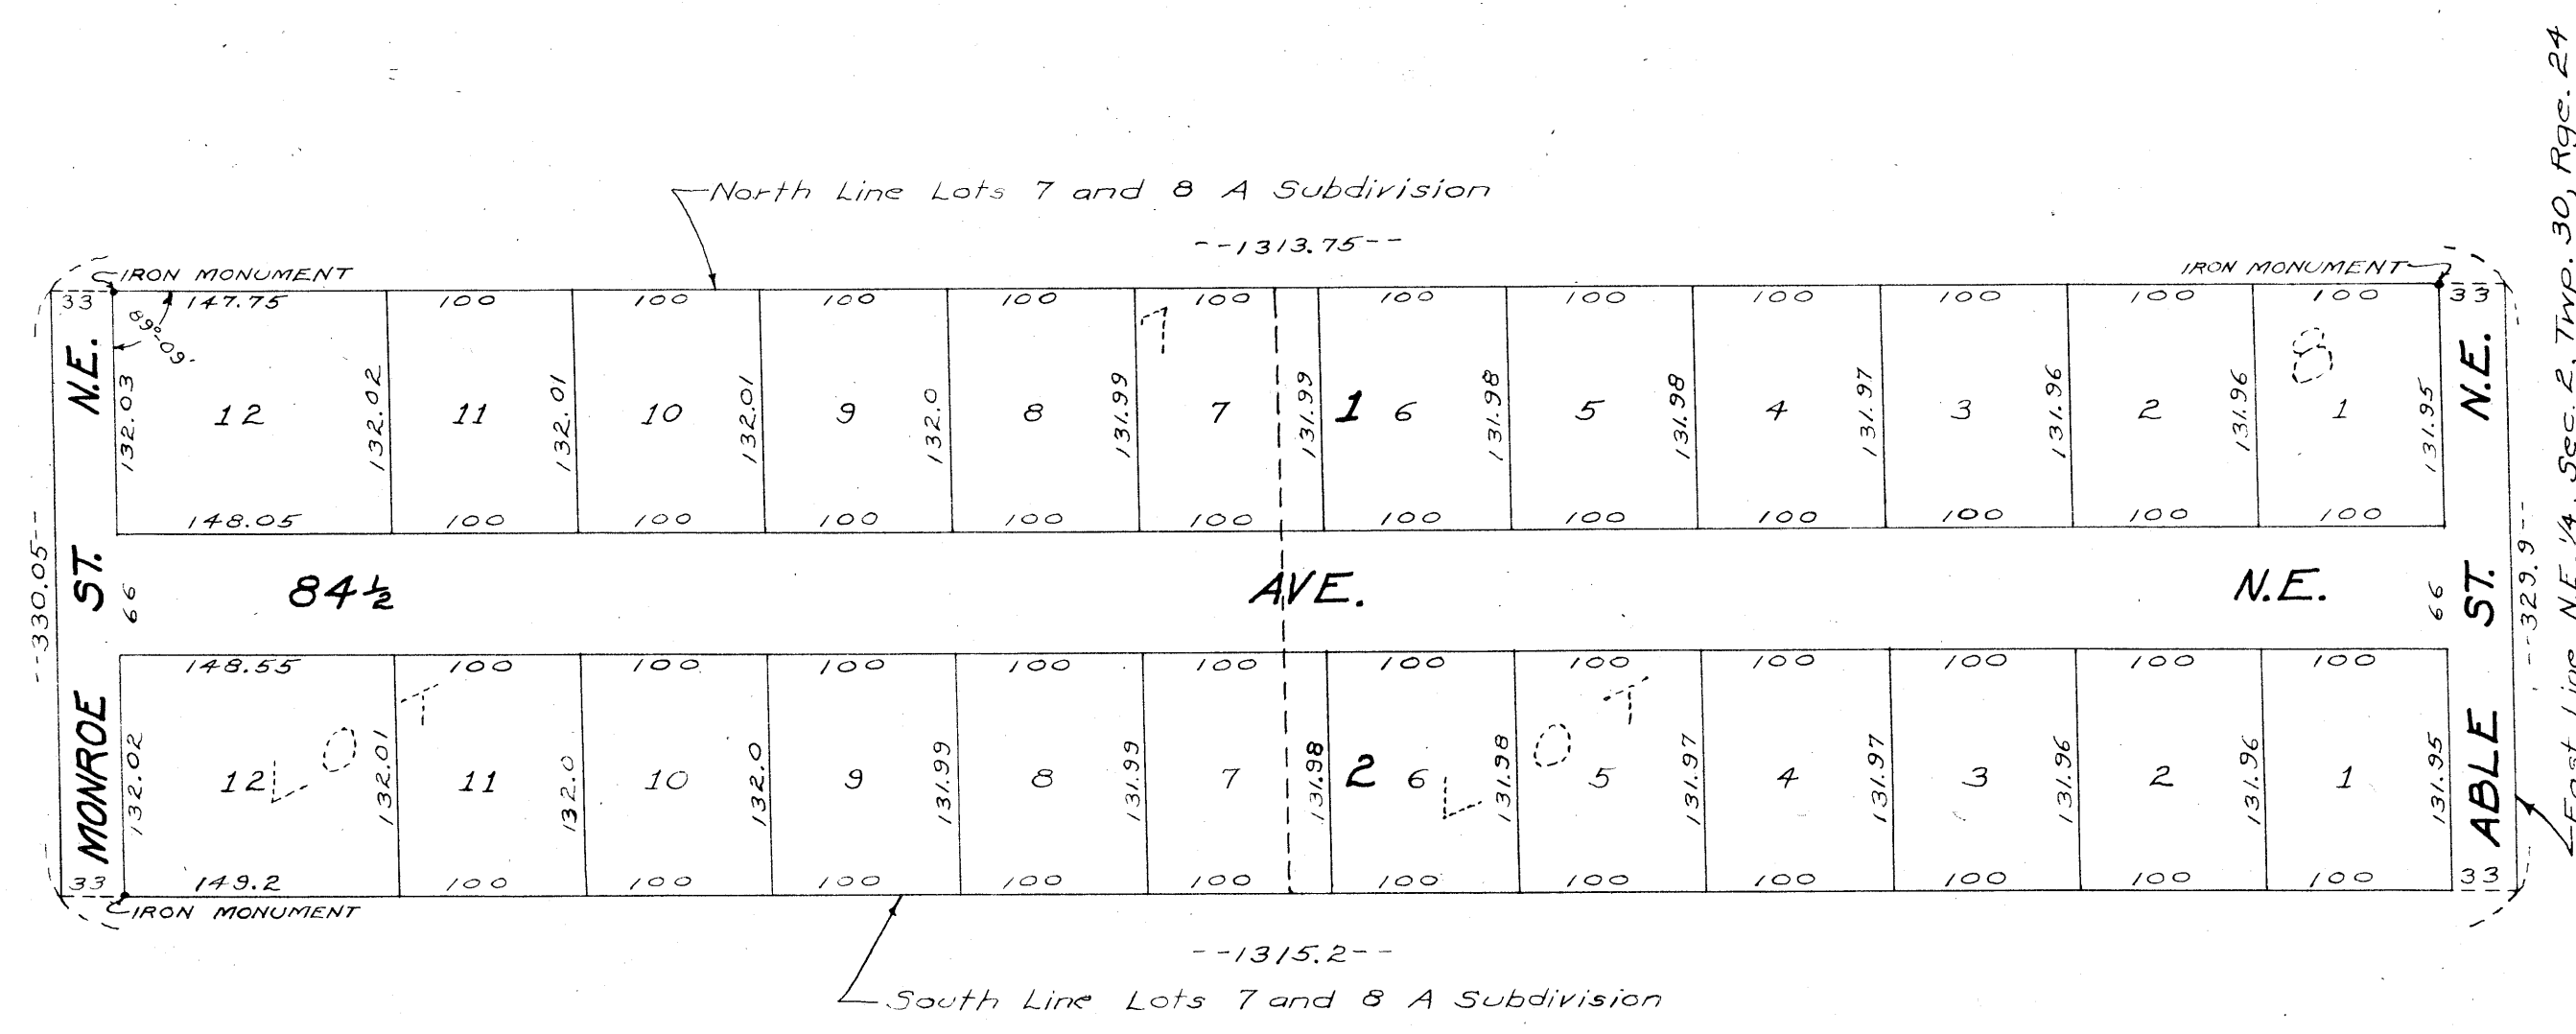 North Line Lots 7 and 8 A Subdivision
--1313.75--
IRON MONUMENT
IRON MONUMENT
33 147.75 100 100 100 100 100 100 100 100 100 100 100 33
89°-09'
7
8
132.03 132.02 132.01 132.01 132.0 131.99 131.99 131.98 131.98 131.97 131.96 131.96 131.95
12 11 10 9 8 7 1 6 5 4 3 2 1
148.05 100 100 100 100 100 100 100 100 100 100 100
MONROE ST. N.E.
--330.05--
66
84½ AVE. N.E.
66
ABLE ST. N.E.
--329.9--
East Line N.E. ¼, Sec. 2, Twp. 30, Rge. 24
148.55 100 100 100 100 100 100 100 100 100 100 100
LOT
LOT
132.02 132.01 132.0 132.0 131.99 131.99 131.98 131.98 131.97 131.97 131.96 131.96 131.95
12 11 10 9 8 7 2 6 5 4 3 2 1
33 149.2 100 100 100 100 100 100 100 100 100 100 100 33
IRON MONUMENT
--1315.2--
South Line Lots 7 and 8 A Subdivision